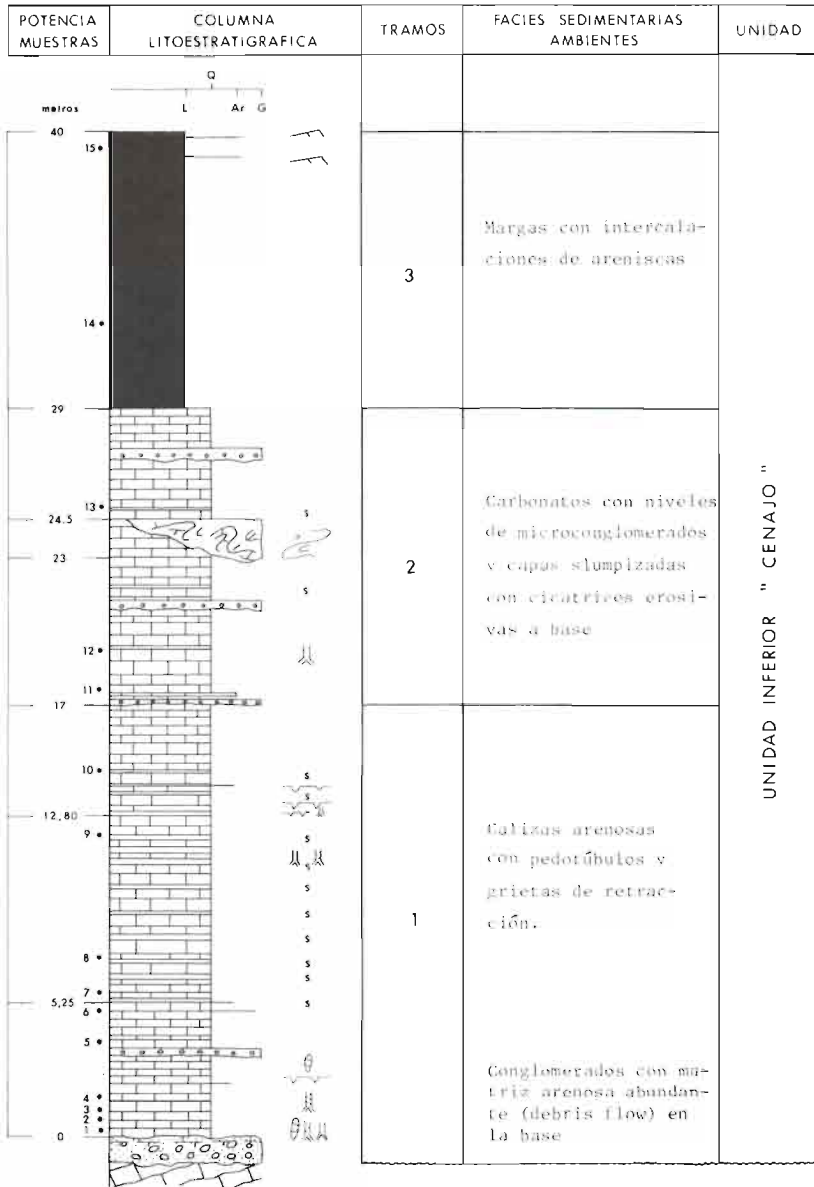 POTENCIA
MUESTRAS
COLUMNA
LITOESTRATIGRAFICA
TRAMOS
FACIES SEDIMENTARIAS
AMBIENTES
UNIDAD
Q
metros
L Ar G
40
15
Margas con intercala-
ciones de areniscas
3
14
29
13
24.5
23
s
s
Carbonatos con niveles
de microconglomerados
y capas slumpizadas
con cicatrices erosi-
vas a base
2
12
11
17
UNIDAD INFERIOR " CENAJO "
10
s
s
12,80
9
s
s
s
s
s
s
s
s
Calizas arenosas
con pedotúbulos y
grietas de retrac-
ción.
1
8
7
5,25
6
5
4
3
2
1
0
Conglomerados con ma-
triz arenosa abundan-
te (debris flow) en
la base